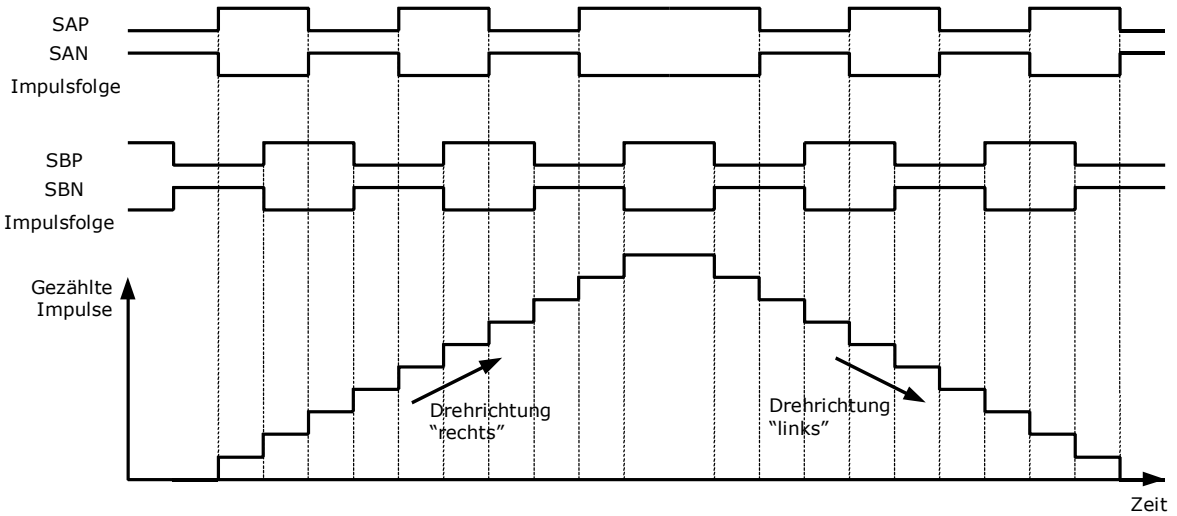 SAP
SAN
Impulsfolge
SBP
SBN
Impulsfolge
Gezählte
Impulse
Drehrichtung
“rechts”
Drehrichtung
“links”
Zeit